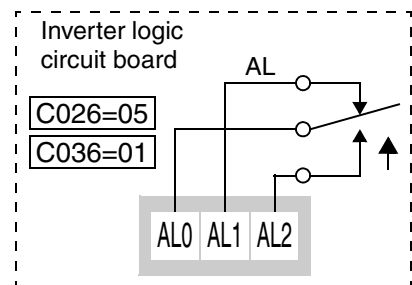 Inverter logic
circuit board
AL
C026=05
C036=01
AL0 AL1 AL2